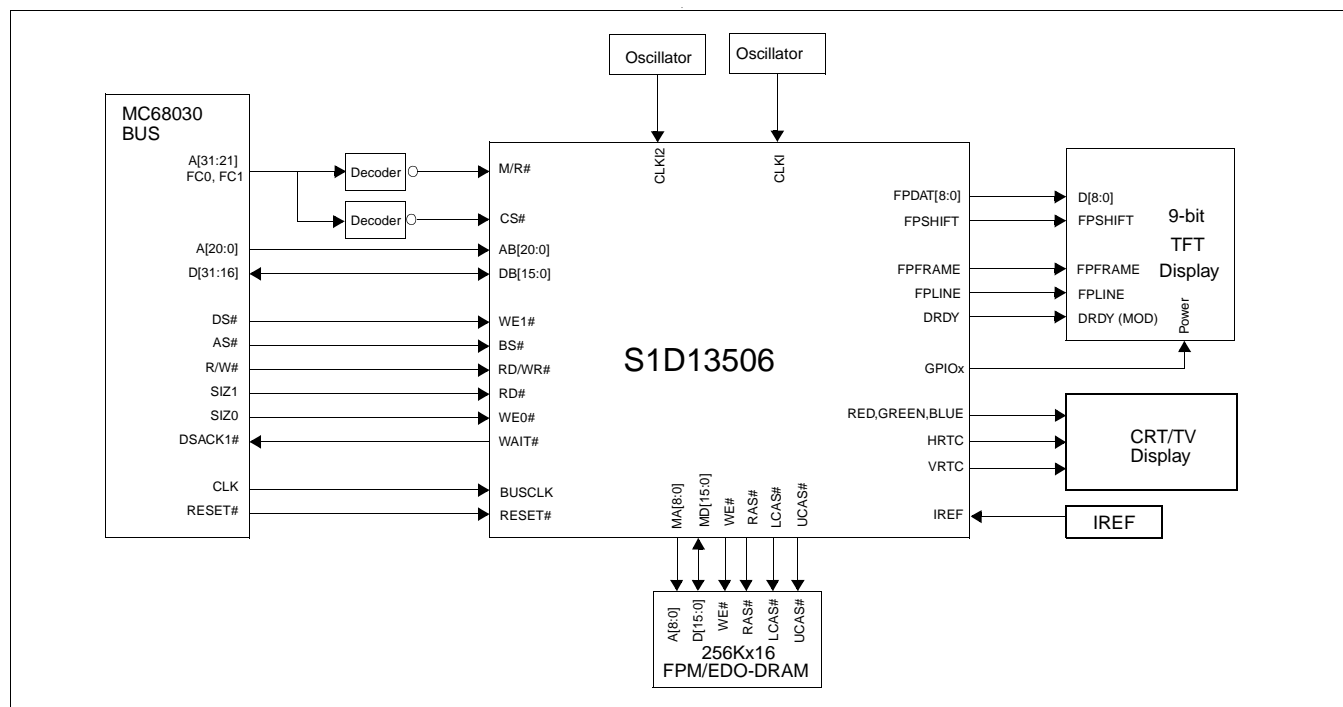 Oscillator
Oscillator
MC68030
BUS
A[31:21]
FC0, FC1
Decoder
Decoder
A[20:0]
D[31:16]
DS#
AS#
R/W#
SIZ1
SIZ0
DSACK1#
CLK
RESET#
M/R#
CS#
AB[20:0]
DB[15:0]
WE1#
BS#
RD/WR#
RD#
WE0#
WAIT#
BUSCLK
RESET#
CLKI2
CLKI
S1D13506
FPDAT[8:0]
FPSHIFT
FPFRAME
FPLINE
DRDY
GPIOx
RED,GREEN,BLUE
HRTC
VRTC
IREF
D[8:0]
FPSHIFT
FPFRAME
FPLINE
DRDY (MOD)
9-bit
TFT
Display
Power
CRT/TV
Display
IREF
MA[8:0]
MD[15:0]
WE#
RAS#
LCAS#
UCAS#
A[8:0]
D[15:0]
WE#
RAS#
LCAS#
UCAS#
256Kx16
FPM/EDO-DRAM